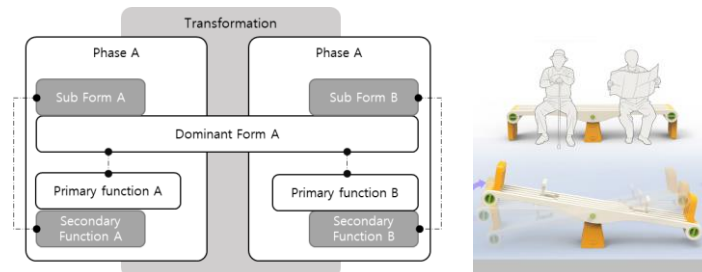 Transformation
Phase A
Phase A
Sub Form A
Sub Form B
Dominant Form A
Primary function A
Primary function B
Secondary
Function A
Secondary
Function B